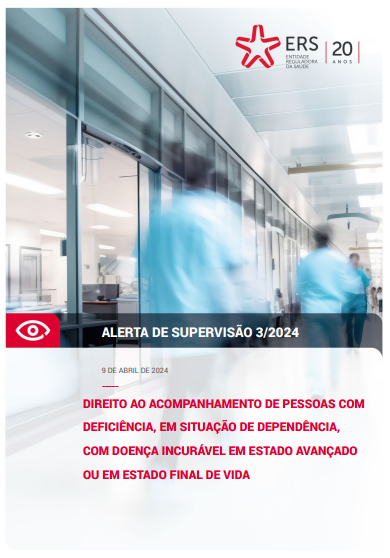 ERS
ENTIDADE
REGULADORA
DA SAÚDE
20
ANOS
ALERTA DE SUPERVISÃO 3/2024
9 DE ABRIL DE 2024
DIREITO AO ACOMPANHAMENTO DE PESSOAS COM
DEFICIÊNCIA, EM SITUAÇÃO DE DEPENDÊNCIA,
COM DOENÇA INCURÁVEL EM ESTADO AVANÇADO
OU EM ESTADO FINAL DE VIDA